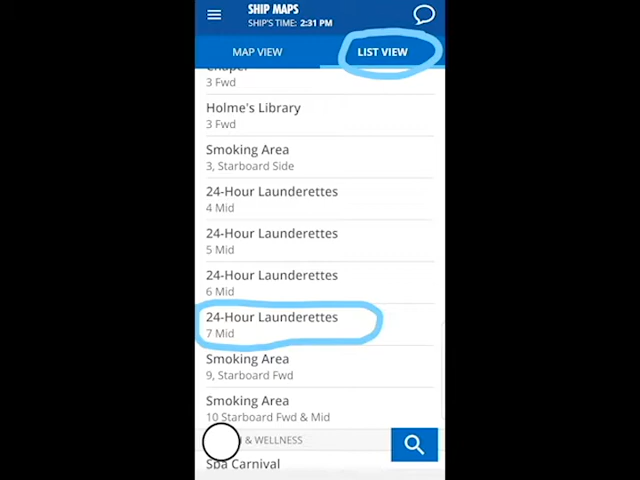 SHIP MAPS
SHIP'S TIME: 2:31 PM
MAP VIEW
LIST VIEW
Chapel
3 Fwd
Holme's Library
3 Fwd
Smoking Area
3, Starboard Side
24-Hour Launderettes
4 Mid
24-Hour Launderettes
5 Mid
24-Hour Launderettes
6 Mid
24-Hour Launderettes
7 Mid
Smoking Area
9, Starboard Fwd
Smoking Area
10 Starboard Fwd & Mid
& WELLNESS
Spa Carnival